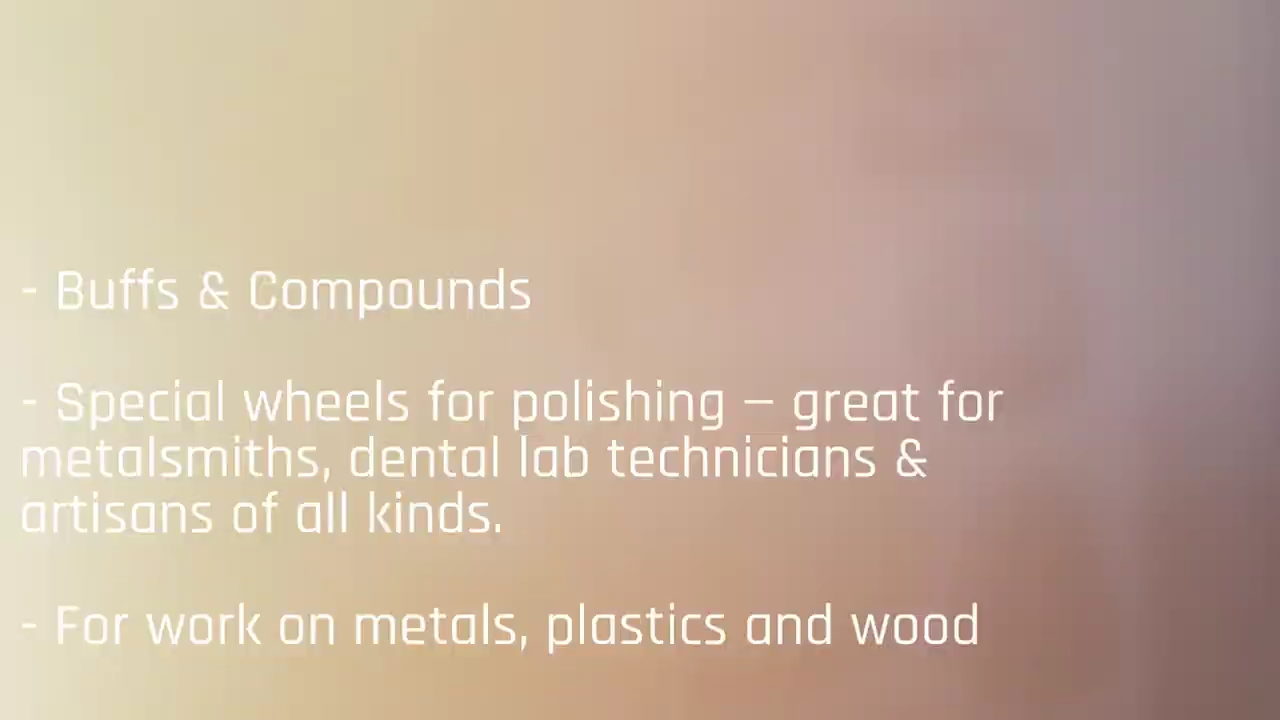 - Buffs & Compounds
- Special wheels for polishing – great for
metalsmiths, dental lab technicians &
artisans of all kinds.
- For work on metals, plastics and wood